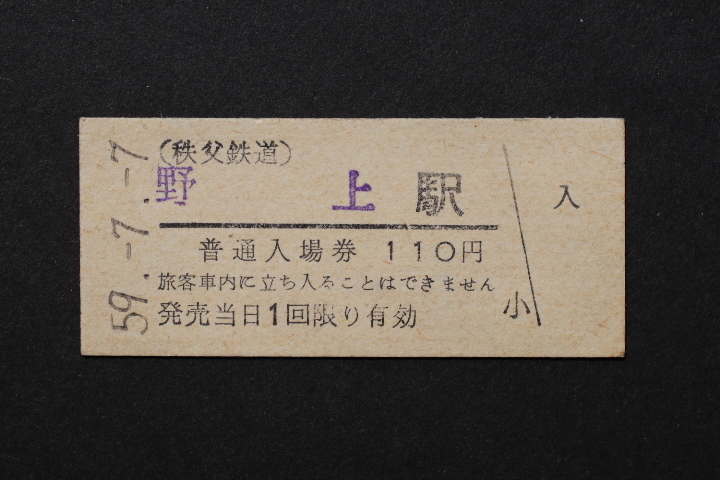 59.-7.-7
(秩父鉄道)
野上駅
普通入場券 110円
旅客車内に立ち入ることはできません
発売当日1回限り有効
小
入